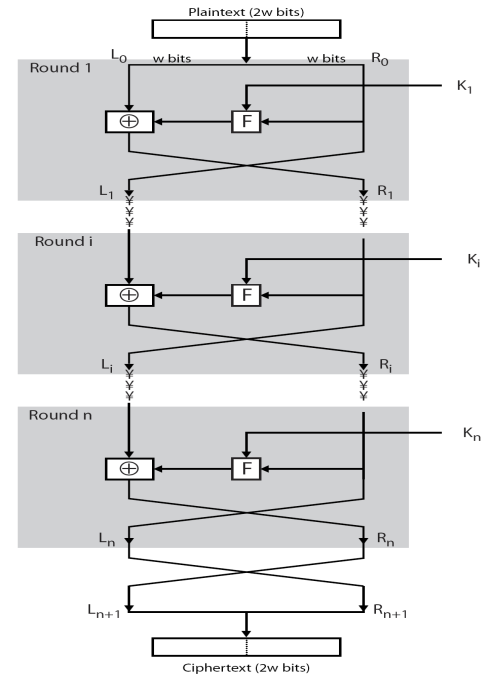 Plaintext (2w bits)
L0 w bits w bits R0
Round 1
K1
⊕ F
L1 R1
¥ ¥
¥ ¥
¥ ¥
Round i
Ki
⊕ F
Li Ri
¥ ¥
¥ ¥
¥ ¥
Round n
Kn
⊕ F
Ln Rn
Ln+1 Rn+1
Ciphertext (2w bits)